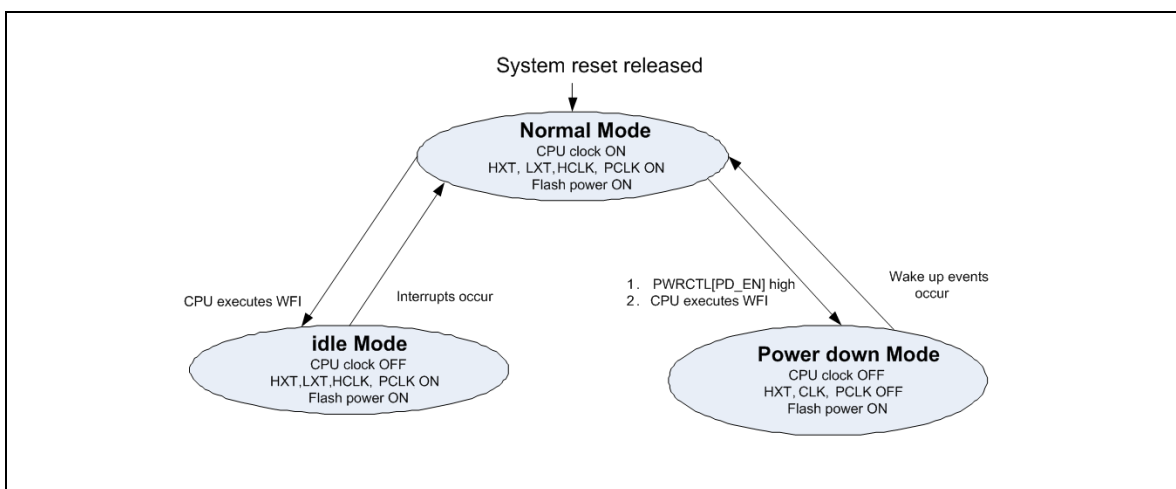 System reset released
Normal Mode
CPU clock ON
HXT, LXT,HCLK, PCLK ON
Flash power ON
CPU executes WFI
Interrupts occur
1. PWRCTL[PD_EN] high
2. CPU executes WFI
Wake up events
occur
idle Mode
CPU clock OFF
HXT,LXT,HCLK, PCLK ON
Flash power ON
Power down Mode
CPU clock OFF
HXT, CLK, PCLK OFF
Flash power ON